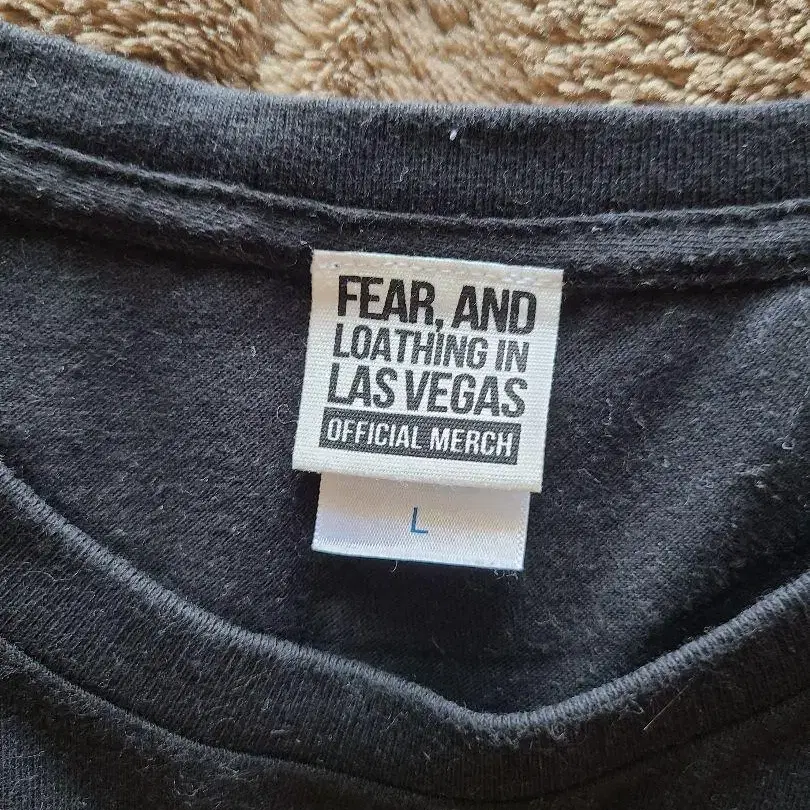 FEAR, AND
LOATHING IN
LAS VEGAS
OFFICIAL MERCH
L